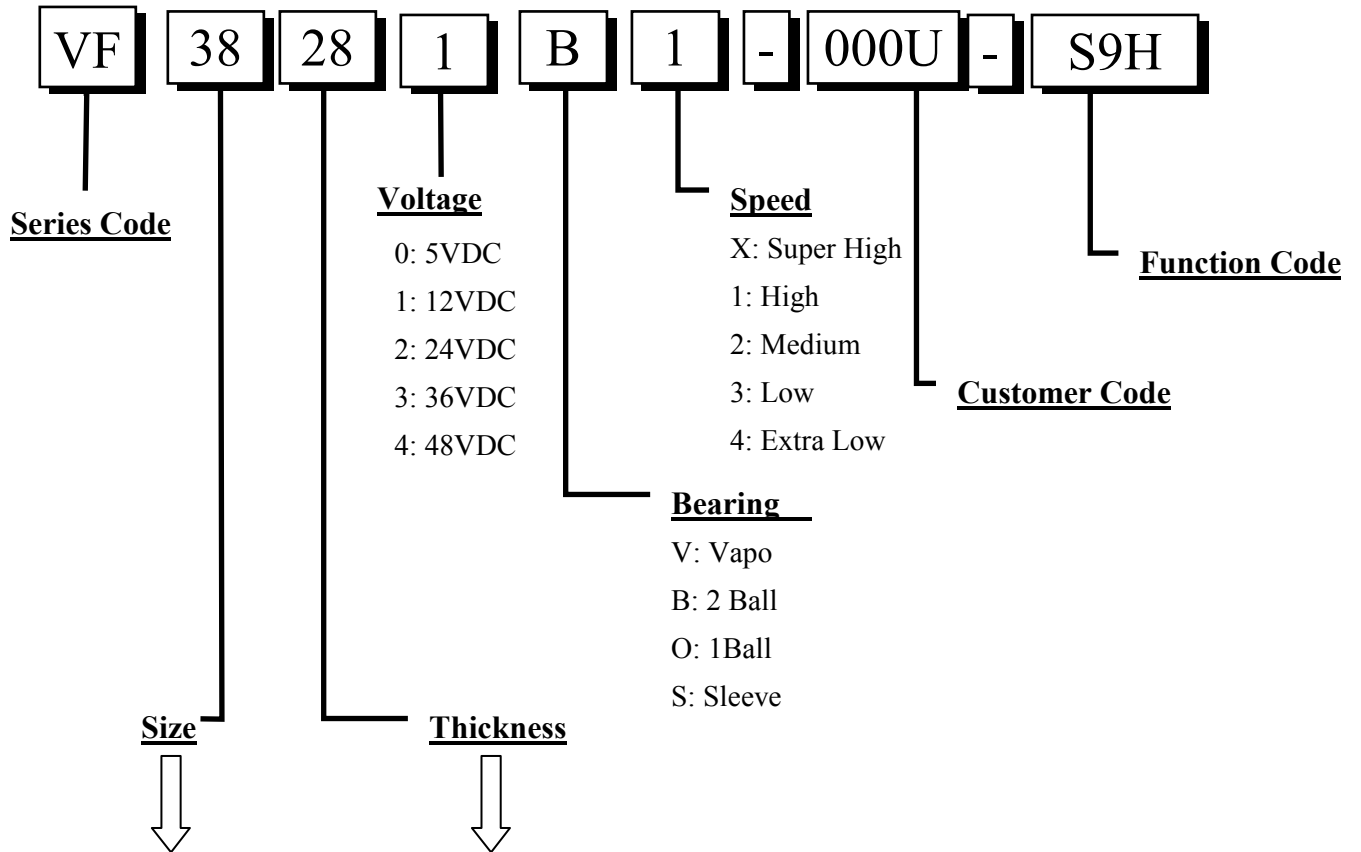 VF 38 28 1 B 1 - 000U - S9H
Series Code
Voltage
0: 5VDC
1: 12VDC
2: 24VDC
3: 36VDC
4: 48VDC
Speed
X: Super High
1: High
2: Medium
3: Low
4: Extra Low
Function Code
Customer Code
Bearing
V: Vapo
B: 2 Ball
O: 1Ball
S: Sleeve
Size
Thickness